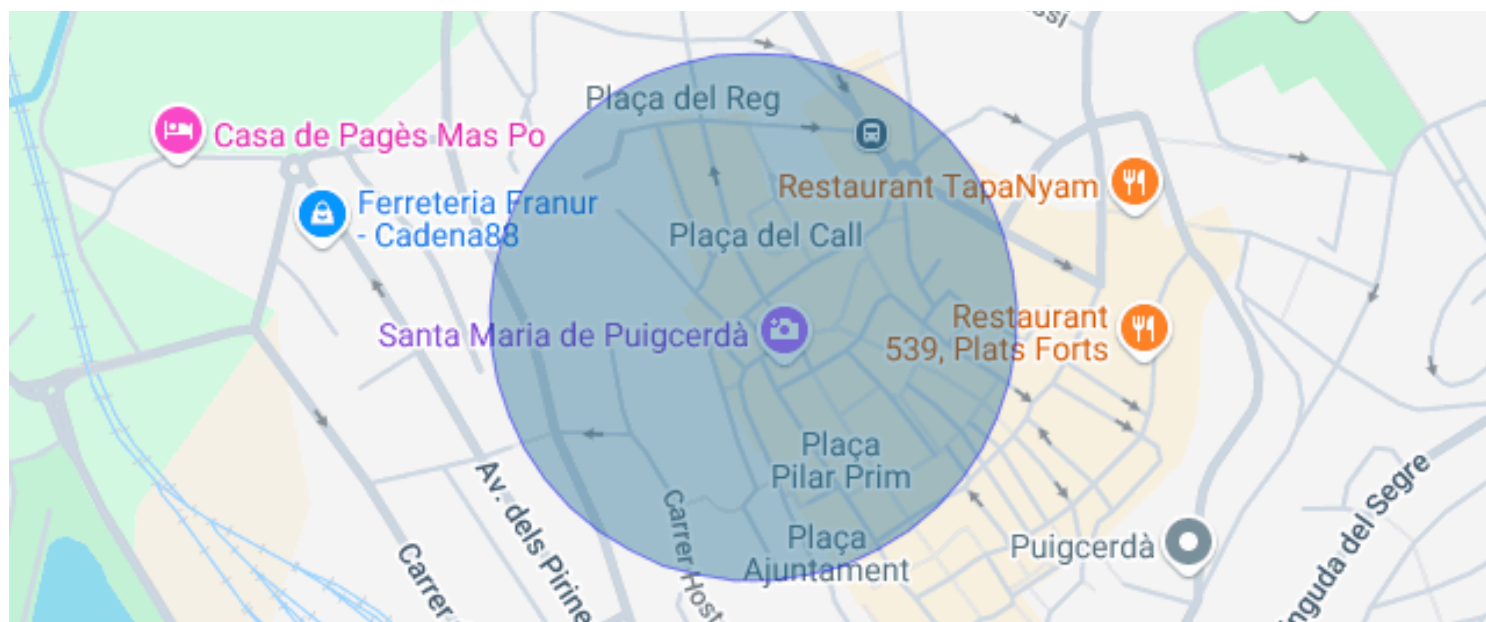 ssi
Plaça del Reg
Casa de Pagès Mas Po
Restaurant TapaNyam
Ferreteria Franur
- Cadena88
Plaça del Call
Santa Maria de Puigcerdà
Restaurant
539, Plats Forts
Plaça
Pilar Prim
Av. dels Pirine
Carrer Host
Carrer
Plaça
Ajuntament
Puigcerdà
inguda del Segre